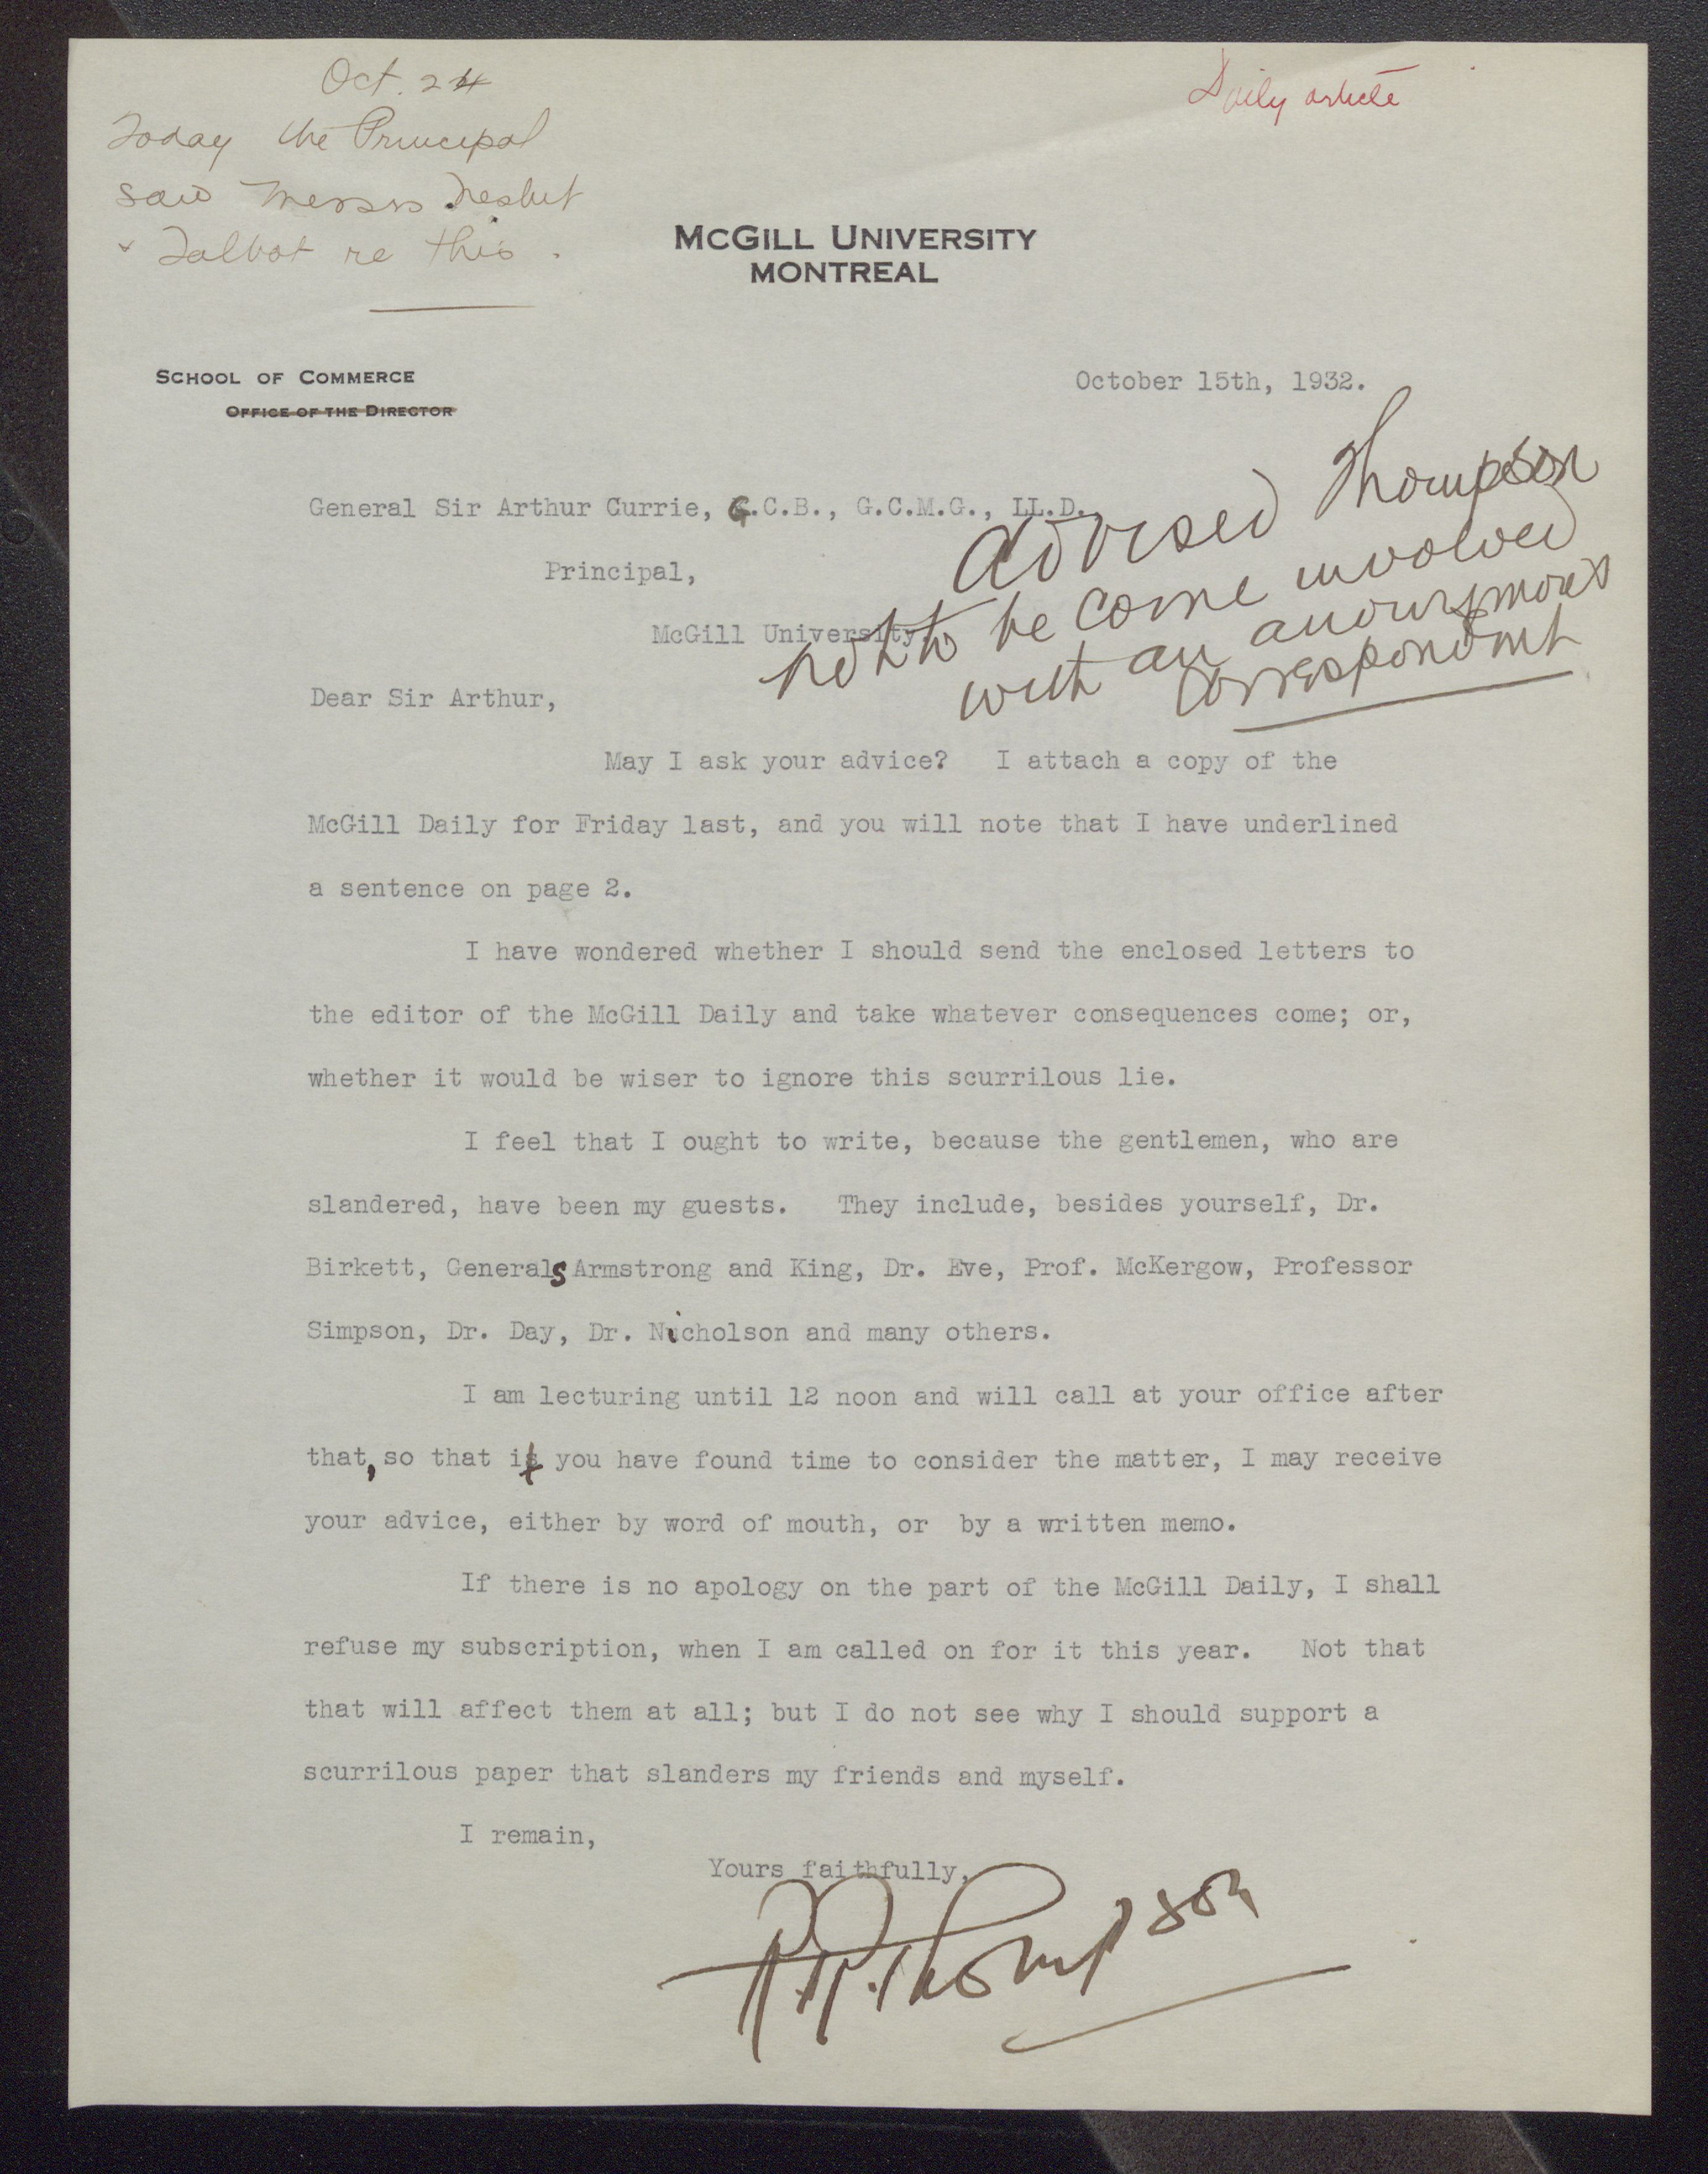 Oct. 24
Today the Principal
saw Messrs Nesbit
& Talbot re this.
Daily article
McGILL UNIVERSITY
MONTREAL
SCHOOL OF COMMERCE
OFFICE OF THE DIRECTOR
October 15th, 1932.
advised Thompson
not to become involved
with an anonymous
correspondent
General Sir Arthur Currie, G.C.B., G.C.M.G., LL.D.,
Principal,
McGill University.
Dear Sir Arthur,
May I ask your advice? I attach a copy of the
McGill Daily for Friday last, and you will note that I have underlined
a sentence on page 2.
I have wondered whether I should send the enclosed letters to
the editor of the McGill Daily and take whatever consequences come; or,
whether it would be wiser to ignore this scurrilous lie.
I feel that I ought to write, because the gentlemen, who are
slandered, have been my guests. They include, besides yourself, Dr.
Birkett, Generals Armstrong and King, Dr. Eve, Prof. McKergow, Professor
Simpson, Dr. Day, Dr. Nicholson and many others.
I am lecturing until 12 noon and will call at your office after
that, so that if you have found time to consider the matter, I may receive
your advice, either by word of mouth, or by a written memo.
If there is no apology on the part of the McGill Daily, I shall
refuse my subscription, when I am called on for it this year. Not that
that will affect them at all; but I do not see why I should support a
scurrilous paper that slanders my friends and myself.
I remain,
Yours faithfully,
R.R. Thompson